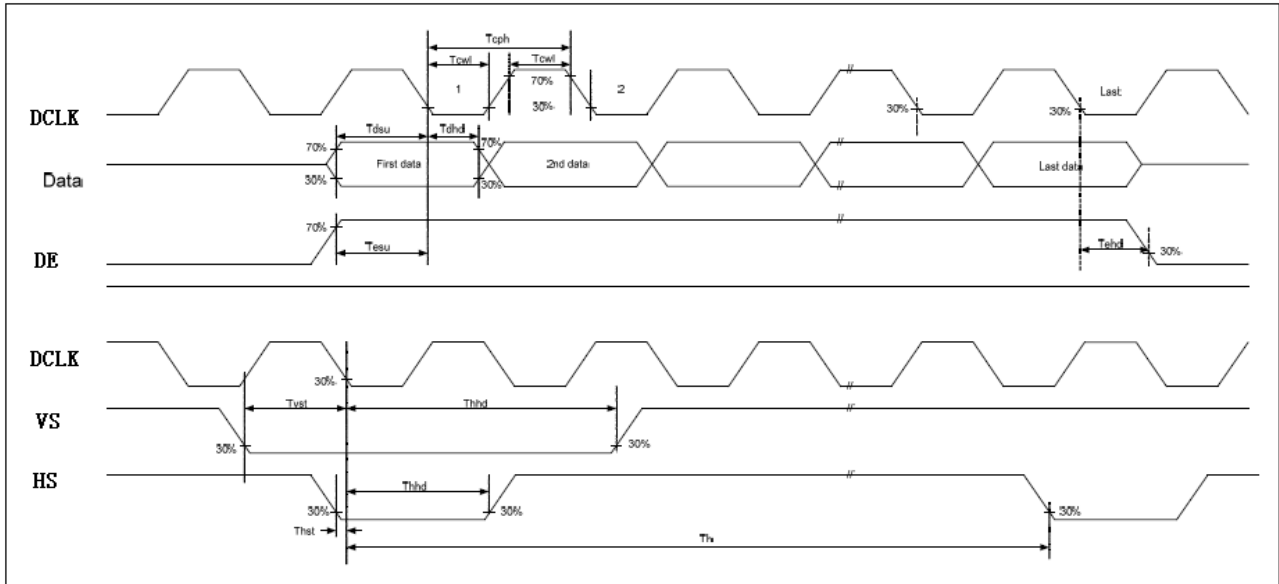 Tcph
Tcwl Tcwl
1 70% 2 Last
30% 30% 30%
DCLK
Tdsu Tdhd
70% 70%
First data 2nd data Last data
Data 30% 30%
70%
Tesu Tehd
DE 30%
DCLK
30%
Tvst Thhd
VS
30% 30%
HS
Thhd
30% 30% 30%
Thst
Th